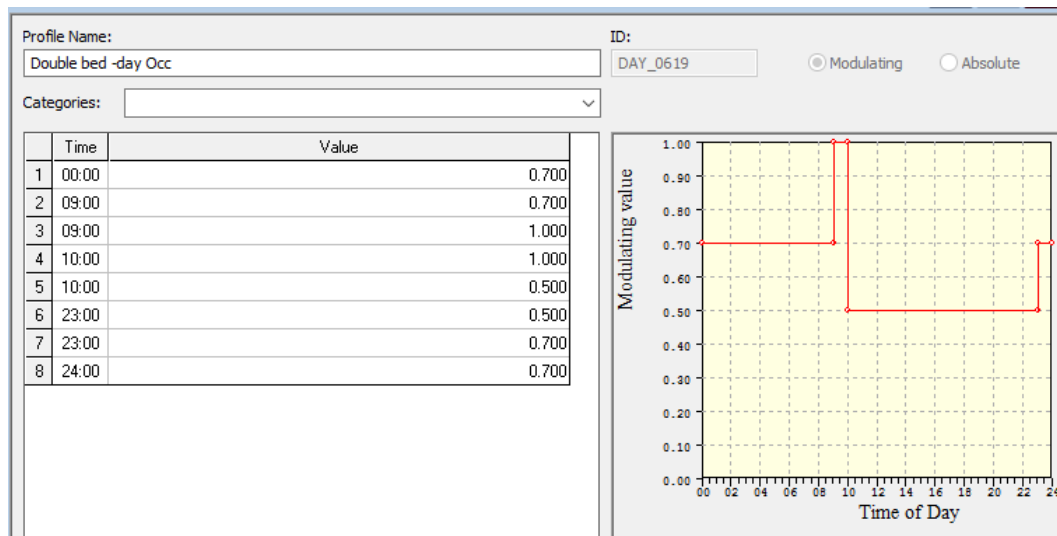 Profile Name: ID:
Double bed -day Occ DAY_0619 Modulating Absolute
Categories:
Time Value
1 00:00 0.700
2 09:00 0.700
3 09:00 1.000
4 10:00 1.000
5 10:00 0.500
6 23:00 0.500
7 23:00 0.700
8 24:00 0.700
Modulating value
1.00
0.90
0.80
0.70
0.60
0.50
0.40
0.30
0.20
0.10
0.00
00 02 04 06 08 10 12 14 16 18 20 22 24
Time of Day